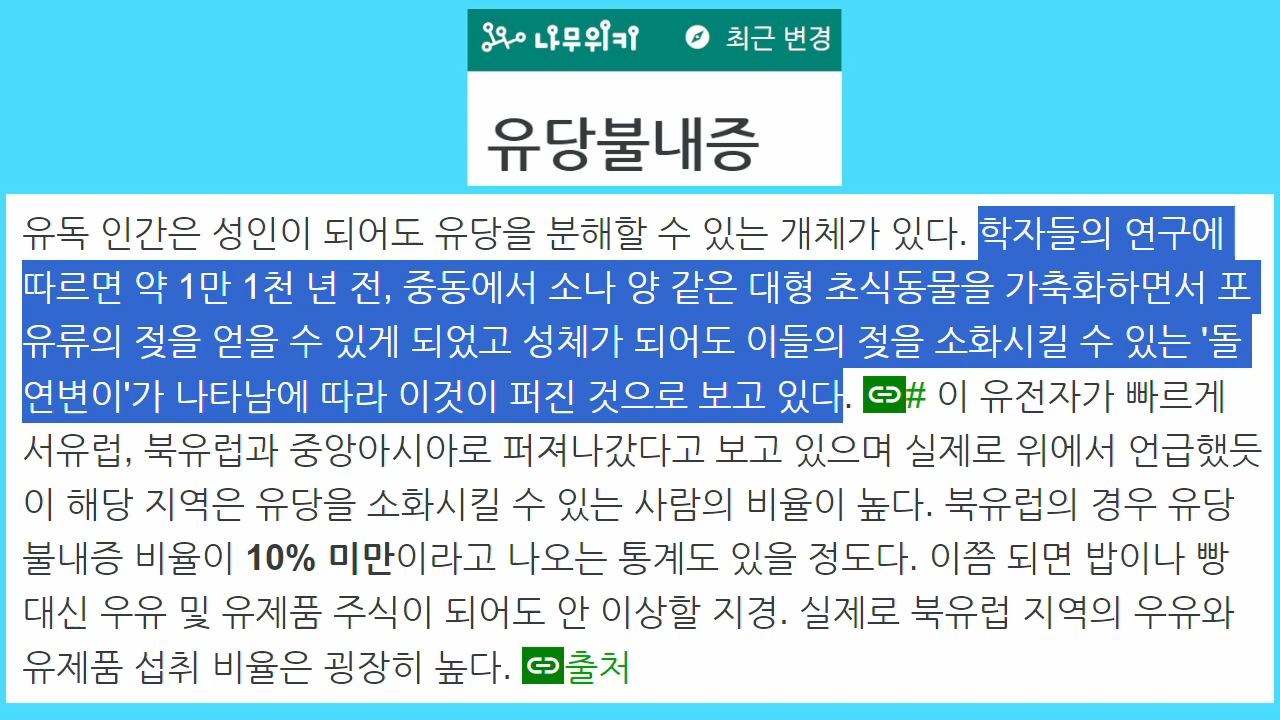 나무위키 최근 변경
유당불내증
유독 인간은 성인이 되어도 유당을 분해할 수 있는 개체가 있다. 학자들의 연구에
따르면 약 1만 1천 년 전, 중동에서 소나 양 같은 대형 초식동물을 가축화하면서 포
유류의 젖을 얻을 수 있게 되었고 성체가 되어도 이들의 젖을 소화시킬 수 있는 '돌
연변이'가 나타남에 따라 이것이 퍼진 것으로 보고 있다. # 이 유전자가 빠르게
서유럽, 북유럽과 중앙아시아로 퍼져나갔다고 보고 있으며 실제로 위에서 언급했듯
이 해당 지역은 유당을 소화시킬 수 있는 사람의 비율이 높다. 북유럽의 경우 유당
불내증 비율이 10% 미만이라고 나오는 통계도 있을 정도다. 이쯤 되면 밥이나 빵
대신 우유 및 유제품 주식이 되어도 안 이상할 지경. 실제로 북유럽 지역의 우유와
유제품 섭취 비율은 굉장히 높다. 출처